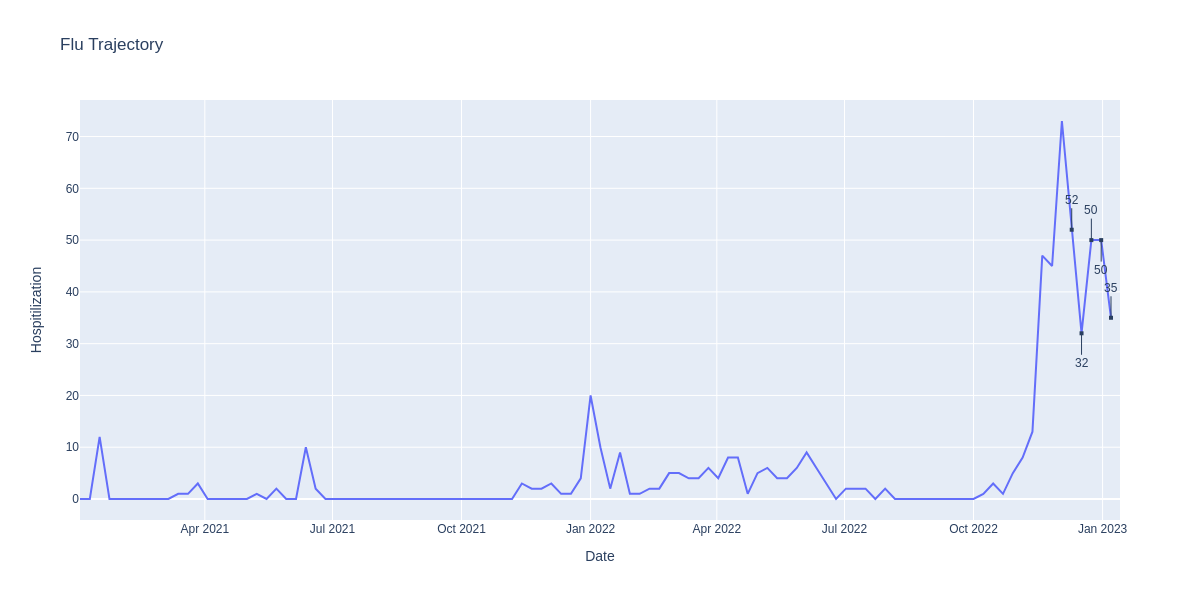 Flu Trajectory
70
60
50
40
30
20
10
0
52
50
50
35
32
Apr 2021
Jul 2021
Oct 2021
Jan 2022
Apr 2022
Jul 2022
Oct 2022
Jan 2023
Date
Hospitilization